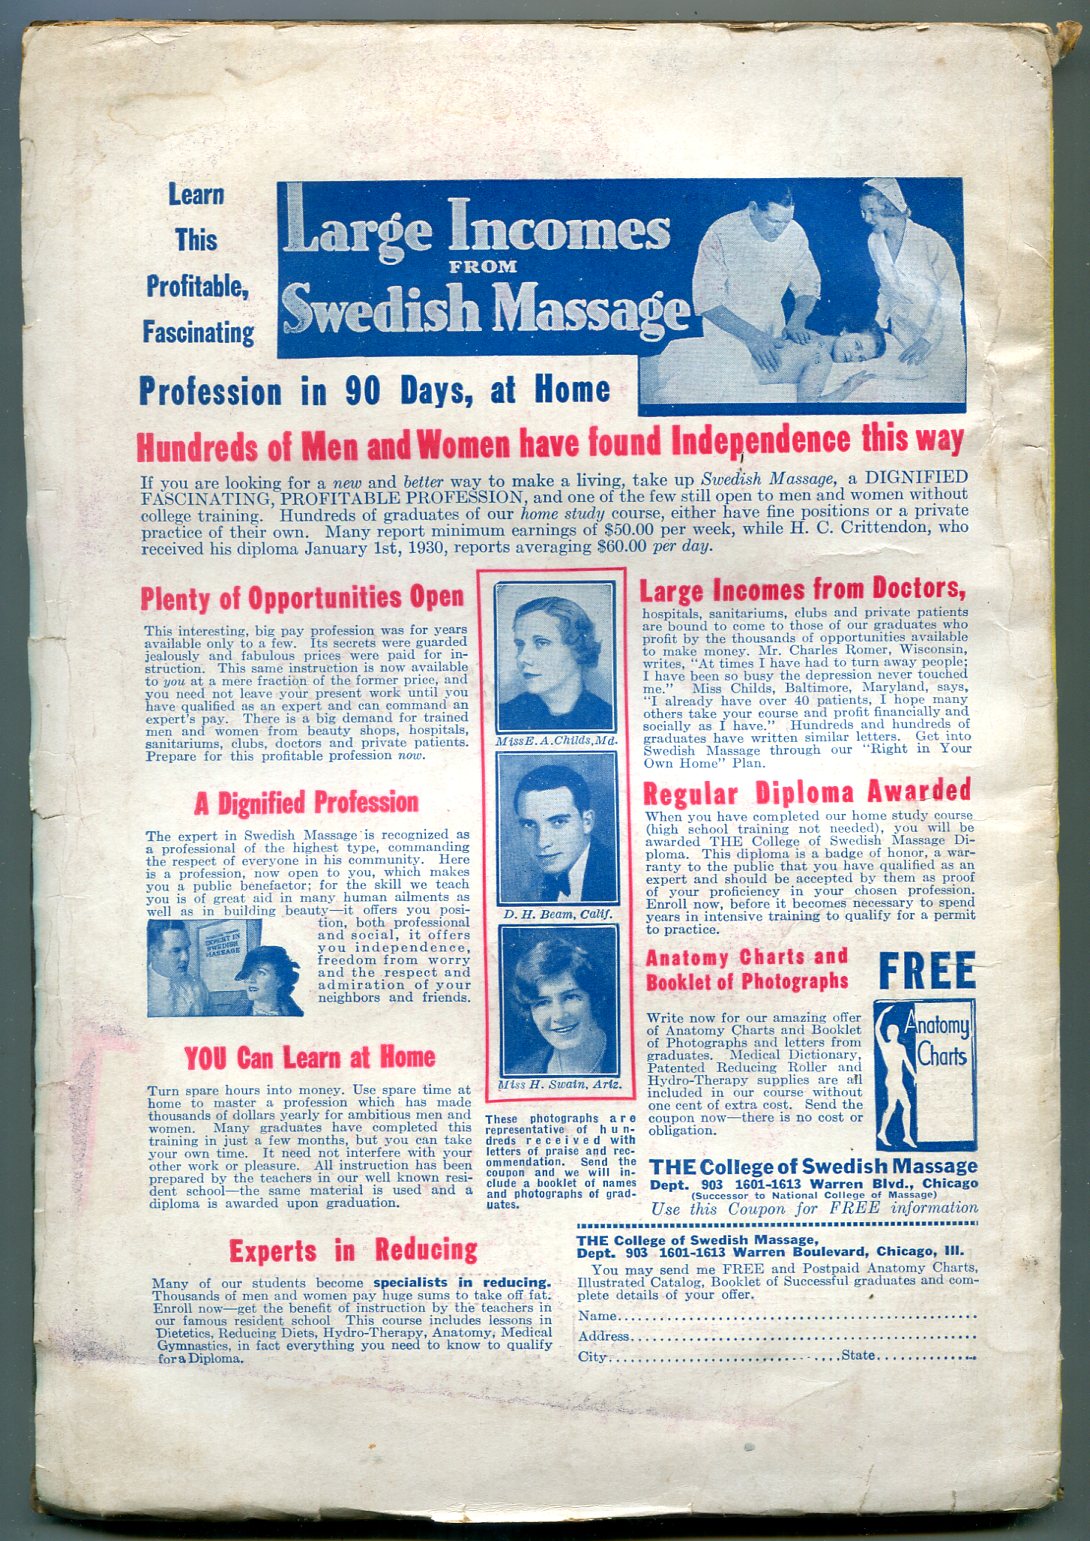 Learn
This
Profitable,
Fascinating
Large Incomes
FROM
Swedish Massage
Profession in 90 Days, at Home
Hundreds of Men and Women have found Independence this way
If you are looking for a new and better way to make a living, take up Swedish Massage, a DIGNIFIED
FASCINATING, PROFITABLE PROFESSION, and one of the few still open to men and women without
college training. Hundreds of graduates of our home study course, either have fine positions or a private
practice of their own. Many report minimum earnings of $50.00 per week, while H. C. Crittendon, who
received his diploma January 1st, 1930, reports averaging $60.00 per day.
Plenty of Opportunities Open
This interesting, big pay profession was for years
available only to a few. Its secrets were guarded
jealously and fabulous prices were paid for in-
struction. This same instruction is now available
to you at a mere fraction of the former price, and
you need not leave your present work until you
have qualified as an expert and can command an
expert's pay. There is a big demand for trained
men and women from beauty shops, hospitals,
sanitariums, clubs, doctors and private patients.
Prepare for this profitable profession now.
A Dignified Profession
The expert in Swedish Massage is recognized as
a professional of the highest type, commanding
the respect of everyone in his community. Here
is a profession, now open to you, which makes
you a public benefactor; for the skill we teach
you is of great aid in many human ailments as
well as in building beauty—it offers you posi-
tion, both professional
and social, it offers
you independence,
freedom from worry
and the respect and
admiration of your
neighbors and friends.
EXPERT IN
SWEDISH
MASSAGE
YOU Can Learn at Home
Turn spare hours into money. Use spare time at
home to master a profession which has made
thousands of dollars yearly for ambitious men and
women. Many graduates have completed this
training in just a few months, but you can take
your own time. It need not interfere with your
other work or pleasure. All instruction has been
prepared by the teachers in our well known resi-
dent school—the same material is used and a
diploma is awarded upon graduation.
Experts in Reducing
Many of our students become specialists in reducing.
Thousands of men and women pay huge sums to take off fat.
Enroll now—get the benefit of instruction by the teachers in
our famous resident school This course includes lessons in
Dietetics, Reducing Diets, Hydro-Therapy, Anatomy, Medical
Gymnastics, in fact everything you need to know to qualify
for a Diploma.
Miss E. A. Childs, Md.
D. H. Beam, Calif.
Miss H. Swain, Ariz.
These photographs are
representative of hun-
dreds received with
letters of praise and rec-
ommendation. Send the
coupon and we will in-
clude a booklet of names
and photographs of grad-
uates.
Large Incomes from Doctors,
hospitals, sanitariums, clubs and private patients
are bound to come to those of our graduates who
profit by the thousands of opportunities available
to make money. Mr. Charles Romer, Wisconsin,
writes, "At times I have had to turn away people;
I have been so busy the depression never touched
me." Miss Childs, Baltimore, Maryland, says,
"I already have over 40 patients, I hope many
others take your course and profit financially and
socially as I have." Hundreds and hundreds of
graduates have written similar letters. Get into
Swedish Massage through our "Right in Your
Own Home" Plan.
Regular Diploma Awarded
When you have completed our home study course
(high school training not needed), you will be
awarded THE College of Swedish Massage Di-
ploma. This diploma is a badge of honor, a war-
ranty to the public that you have qualified as an
expert and should be accepted by them as proof
of your proficiency in your chosen profession.
Enroll now, before it becomes necessary to spend
years in intensive training to qualify for a permit
to practice.
Anatomy Charts and
Booklet of Photographs
FREE
Write now for our amazing offer
of Anatomy Charts and Booklet
of Photographs and letters from
graduates. Medical Dictionary,
Patented Reducing Roller and
Hydro-Therapy supplies are all
included in our course without
one cent of extra cost. Send the
coupon now—there is no cost or
obligation.
Anatomy
Charts
THE College of Swedish Massage
Dept. 903 1601-1613 Warren Blvd., Chicago
(Successor to National College of Massage)
Use this Coupon for FREE information
THE College of Swedish Massage,
Dept. 903 1601-1613 Warren Boulevard, Chicago, Ill.
You may send me FREE and Postpaid Anatomy Charts,
Illustrated Catalog, Booklet of Successful graduates and com-
plete details of your offer.
Name
Address
City State